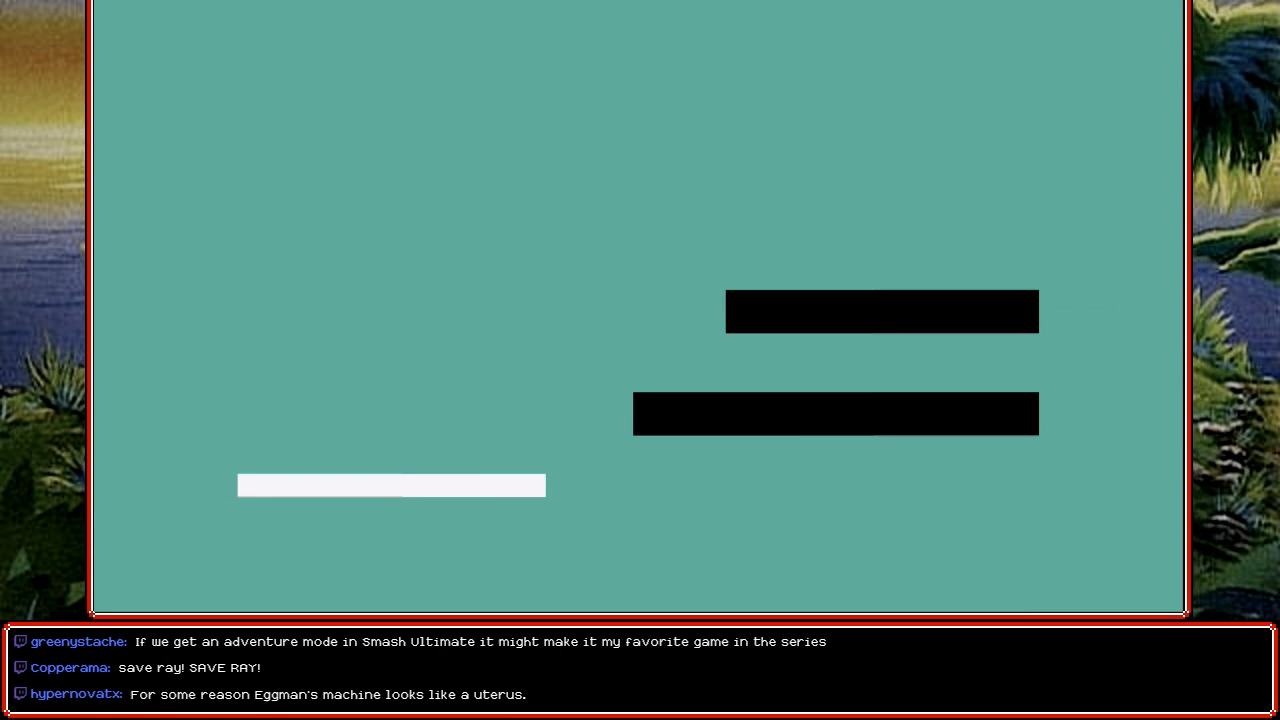 greenystache: If we get an adventure mode in Smash Ultimate it might make it my favorite game in the series
Copperama: save ray! SAVE RAY!
hypernovatx: For some reason Eggman's machine looks like a uterus.